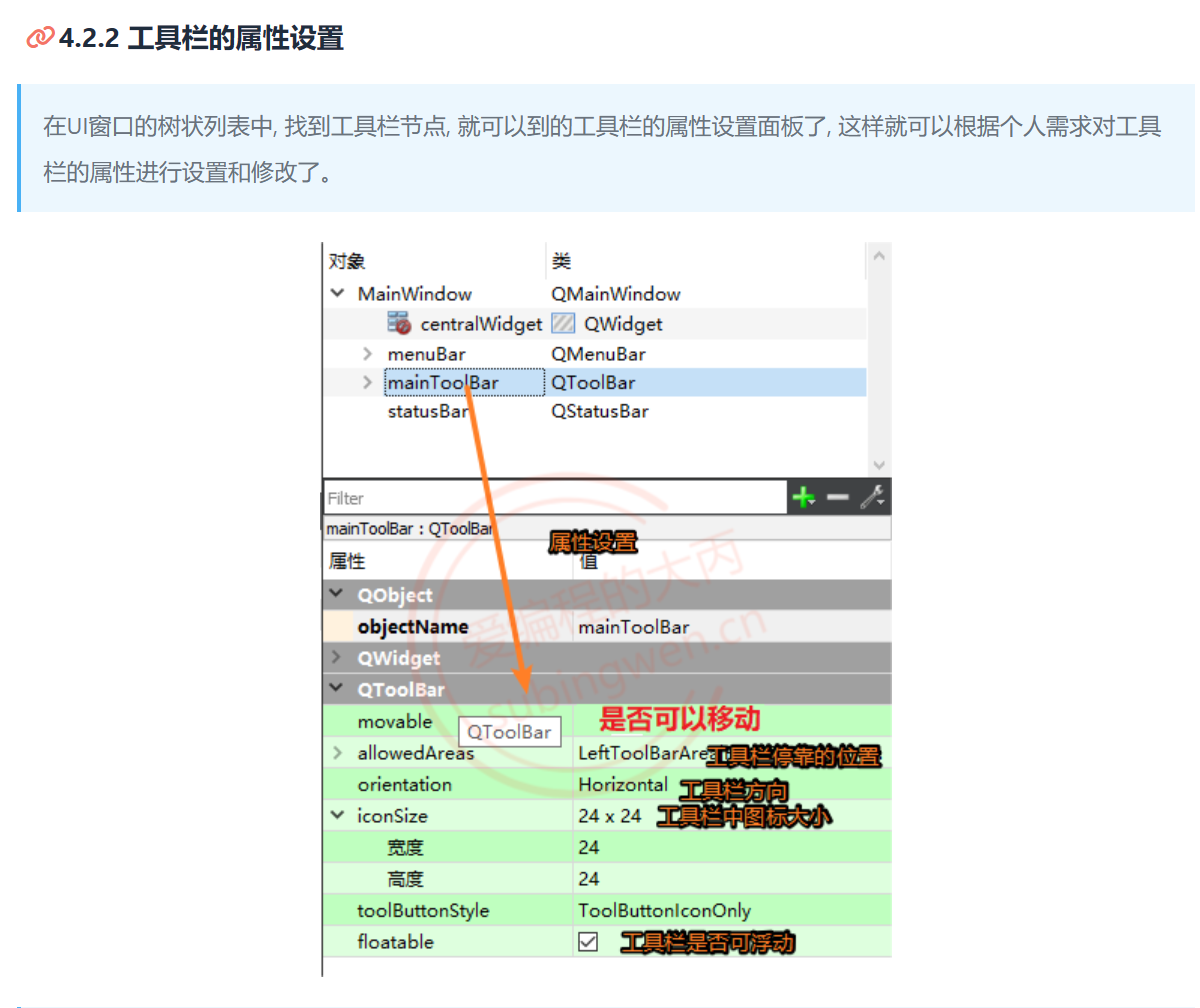 4.2.2 工具栏的属性设置
在UI窗口的树状列表中, 找到工具栏节点, 就可以到的工具栏的属性设置面板了, 这样就可以根据个人需求对工具
栏的属性进行设置和修改了。
对象 类
MainWindow QMainWindow
centralWidget QWidget
menuBar QMenuBar
mainToolBar QToolBar
statusBar QStatusBar
Filter
mainToolBar : QToolBar
属性设置
属性 值
QObject
objectName mainToolBar
QWidget
QToolBar
movable 是否可以移动
QToolBar
allowedAreas LeftToolBarArea 工具栏停靠的位置
orientation Horizontal 工具栏方向
iconSize 24 x 24 工具栏中图标大小
宽度 24
高度 24
toolButtonStyle ToolButtonIconOnly
floatable 工具栏是否可浮动
爱编程的大丙
subingwen.cn